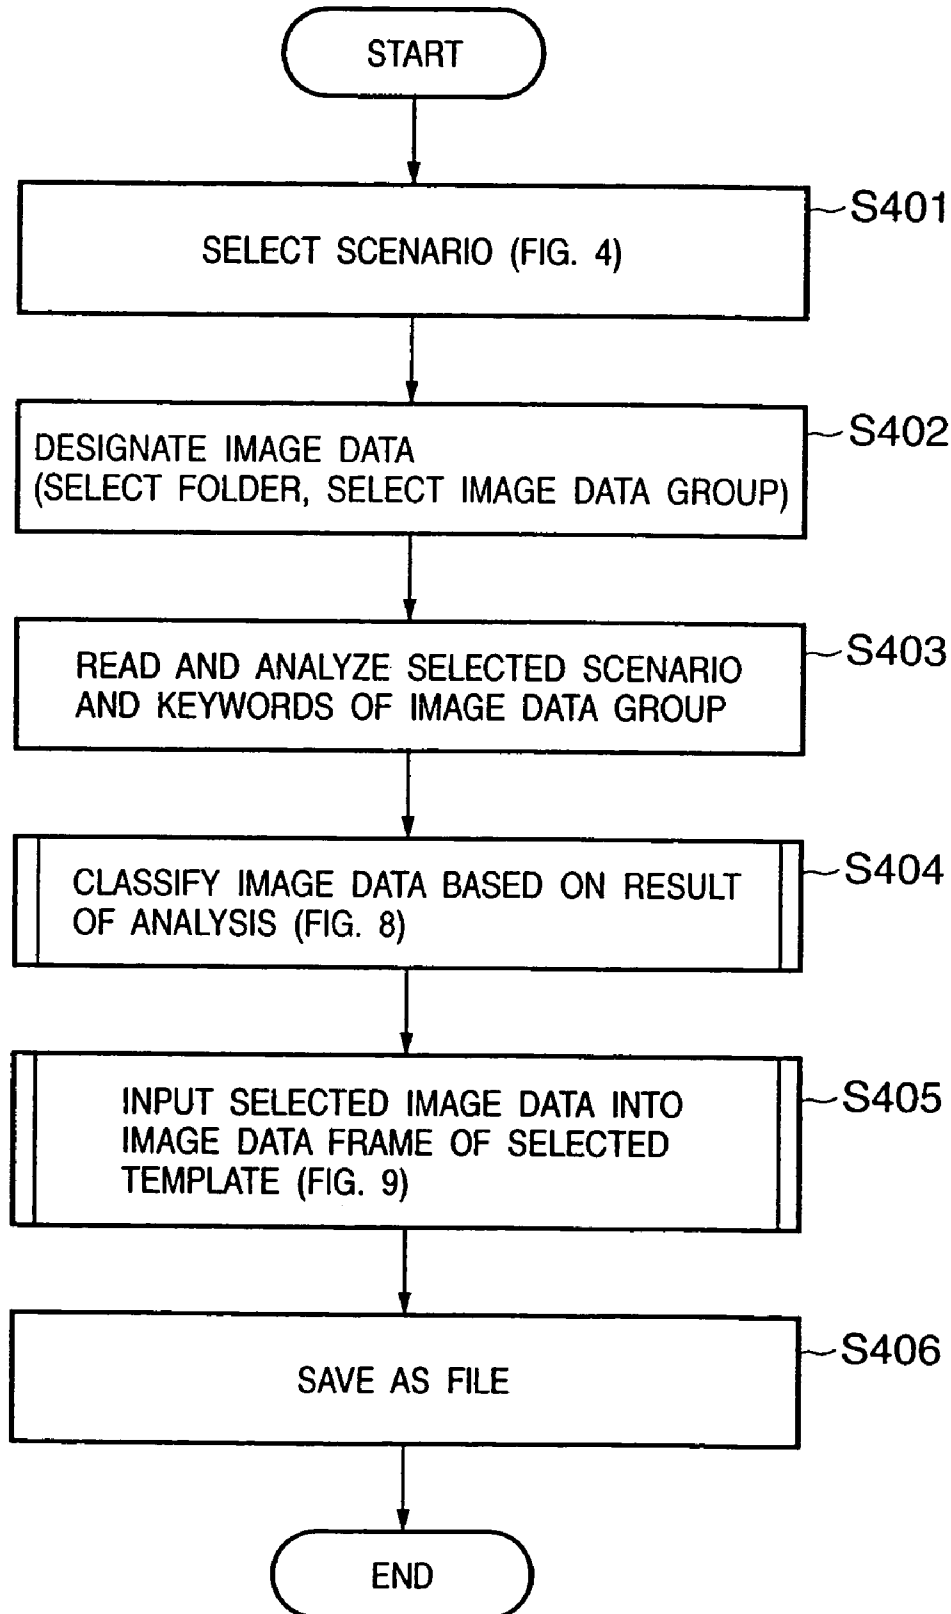 START
S401
SELECT SCENARIO (FIG. 4)
S402
DESIGNATE IMAGE DATA
(SELECT FOLDER, SELECT IMAGE DATA GROUP)
S403
READ AND ANALYZE SELECTED SCENARIO
AND KEYWORDS OF IMAGE DATA GROUP
S404
CLASSIFY IMAGE DATA BASED ON RESULT
OF ANALYSIS (FIG. 8)
S405
INPUT SELECTED IMAGE DATA INTO
IMAGE DATA FRAME OF SELECTED
TEMPLATE (FIG. 9)
S406
SAVE AS FILE
END